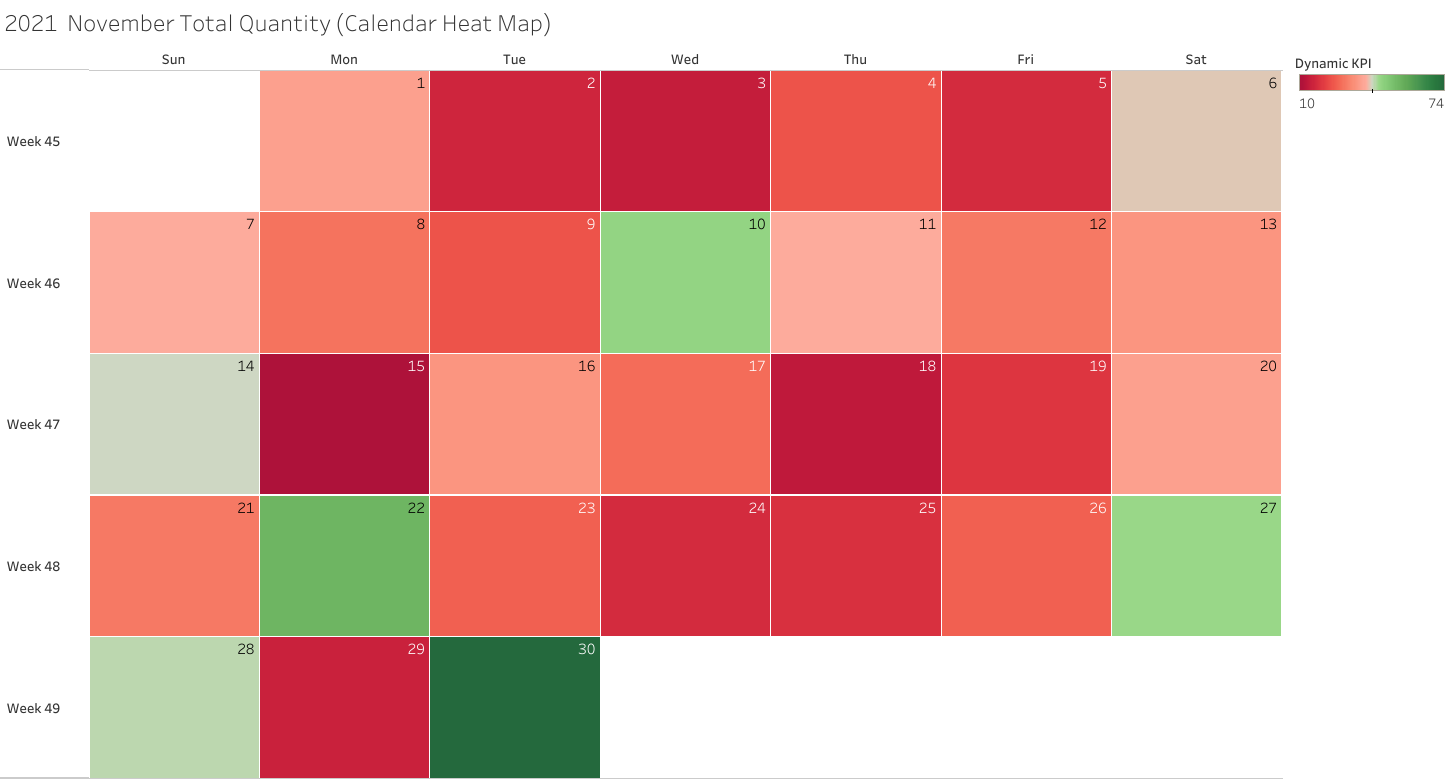 2021 November Total Quantity (Calendar Heat Map)
Sun Mon Tue Wed Thu Fri Sat
Dynamic KPI
10 74
Week 45
1 2 3 4 5 6
Week 46
7 8 9 10 11 12 13
Week 47
14 15 16 17 18 19 20
Week 48
21 22 23 24 25 26 27
Week 49
28 29 30